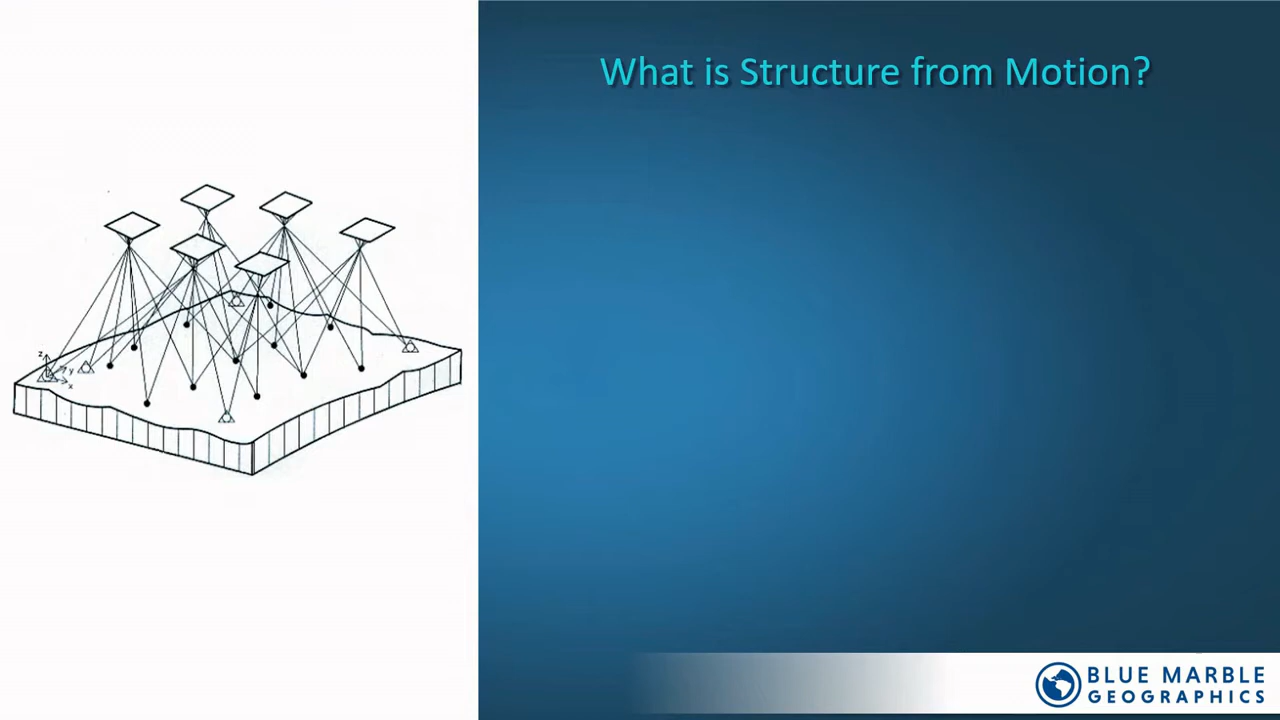 What is Structure from Motion?
z
y
x
BLUE MARBLE
GEOGRAPHICS